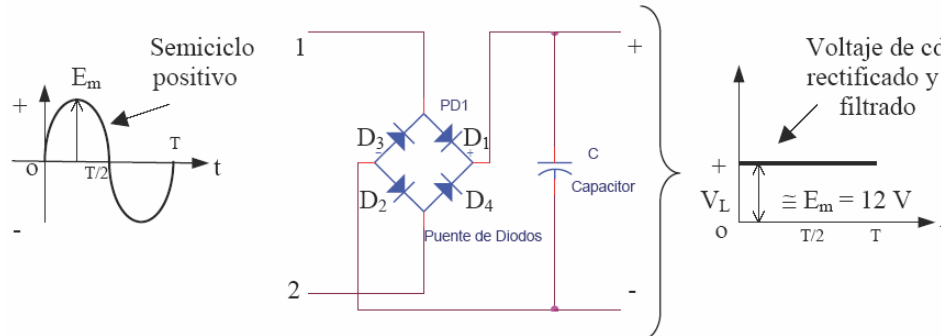 Semiciclo
positivo
E_m
+
o
T/2
T
t
-
1
2
PD1
D_3
D_1
D_2
D_4
-
+
Puente de Diodos
C
Capacitor
+
-
Voltaje de cd
rectificado y
filtrado
+
V_L
≅ E_m = 12 V
o
T/2
T